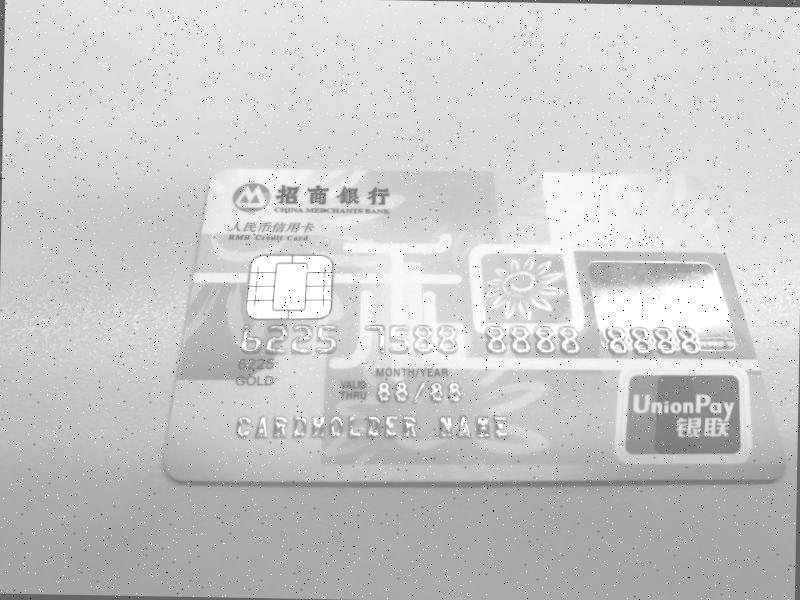 招商银行
CHINA MERCHANTS BANK
人民币信用卡
RMB Credit Card
6225 7588 8888 8888
6225
GOLD
MONTH/YEAR
VALID THRU 88/88
CARDHOLDER NAME
UnionPay
银联